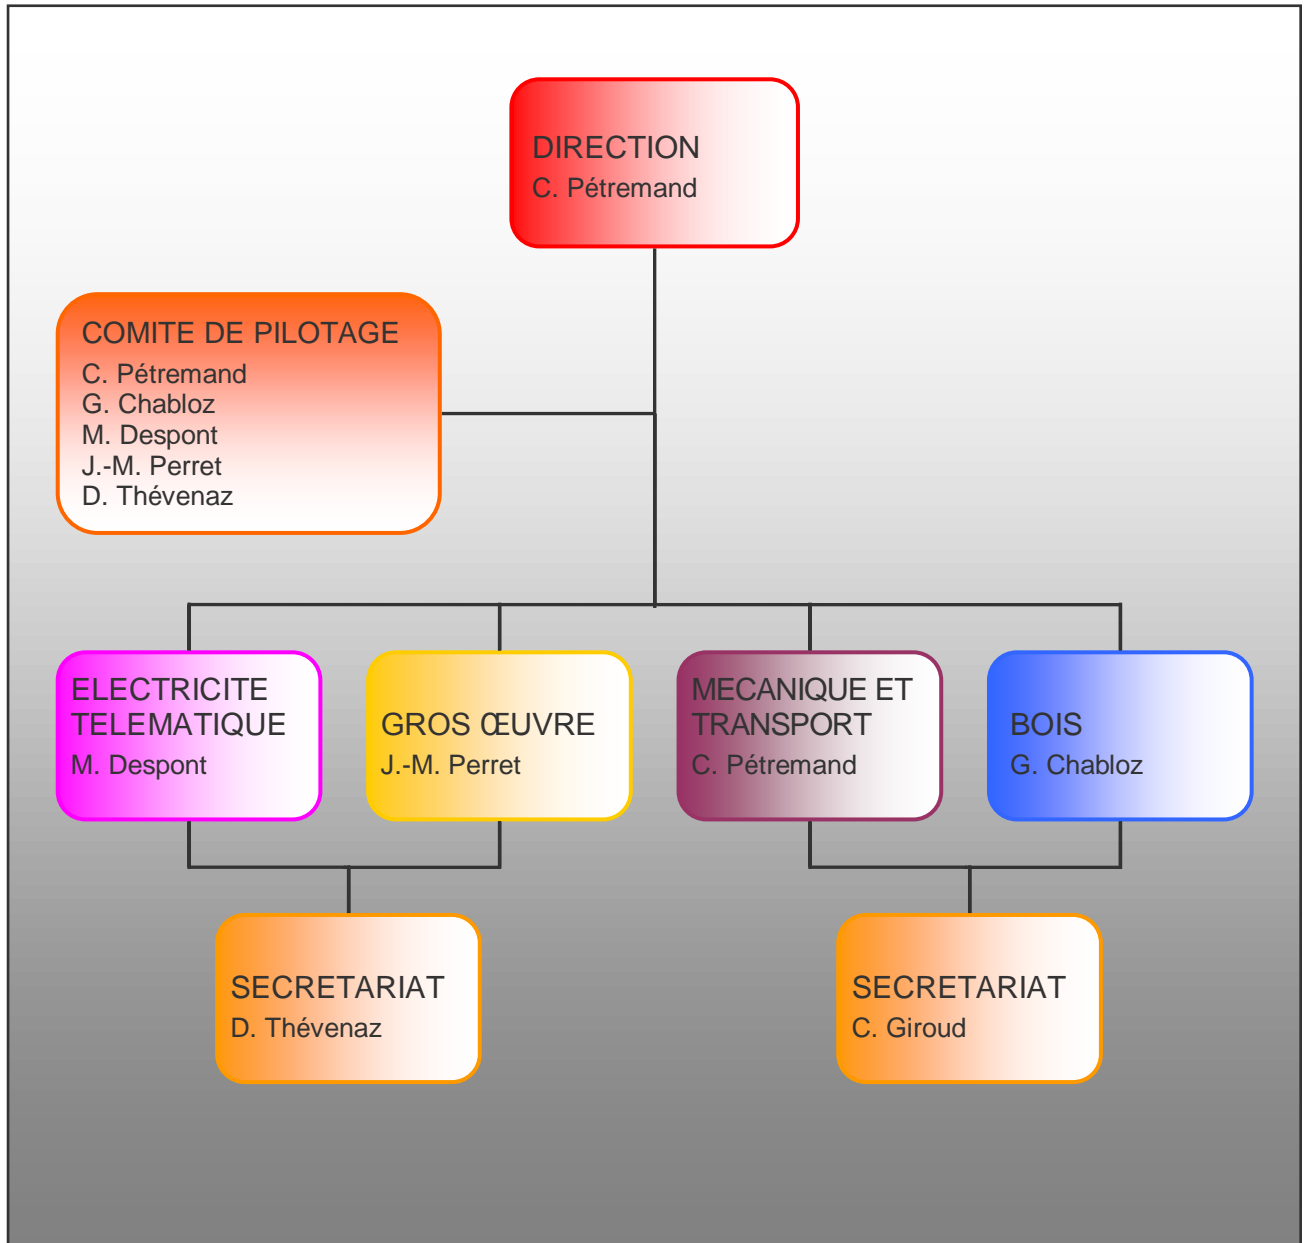 DIRECTION
C. Pétremand
COMITE DE PILOTAGE
C. Pétremand
G. Chabloz
M. Despont
J.-M. Perret
D. Thévenaz
ELECTRICITE
TELEMATIQUE
M. Despont
GROS ŒUVRE
J.-M. Perret
MECANIQUE ET
TRANSPORT
C. Pétremand
BOIS
G. Chabloz
SECRETARIAT
D. Thévenaz
SECRETARIAT
C. Giroud